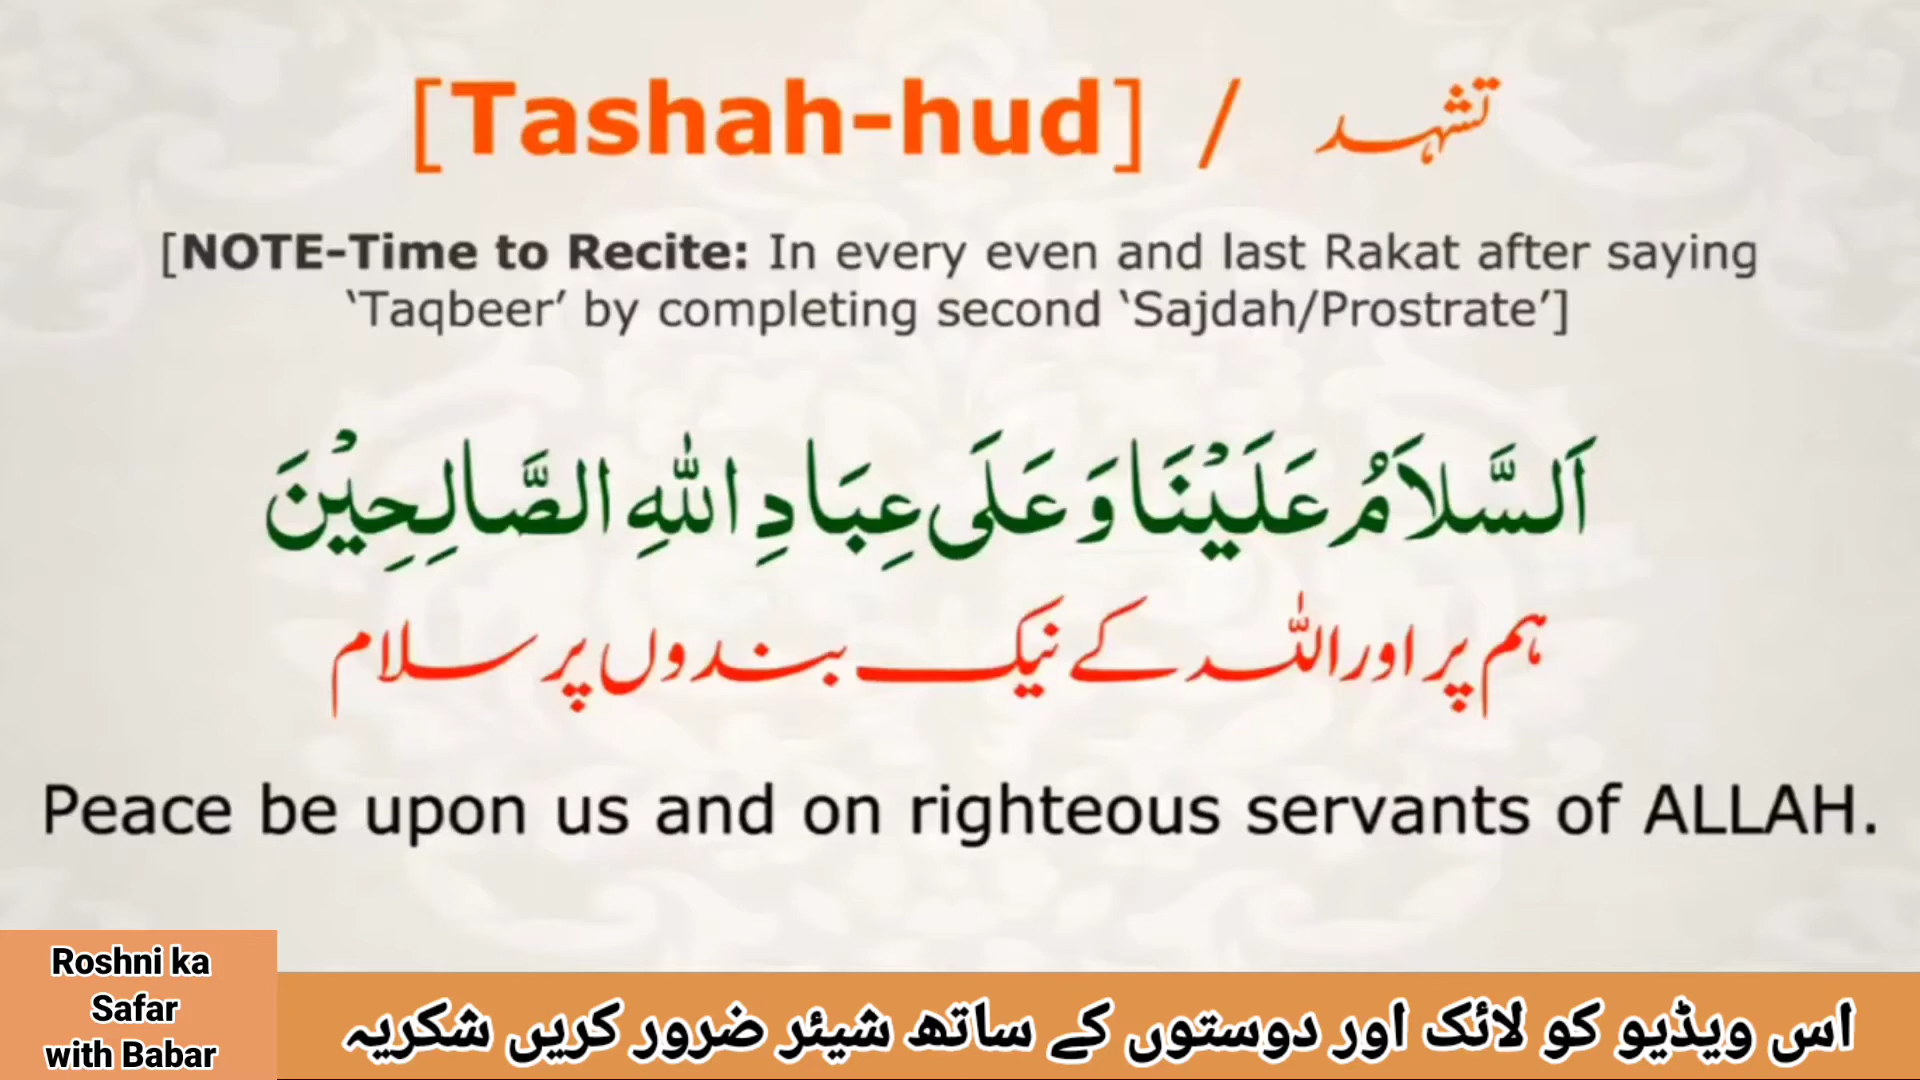 [Tashah-hud] / تشہد
[NOTE-Time to Recite: In every even and last Rakat after saying
‘Taqbeer’ by completing second ‘Sajdah/Prostrate’]
اَلسَّلاَمُ عَلَيْنَا وَ عَلَى عِبَادِ اللّٰهِ الصَّالِحِيْنَ
ہم پر اور اللہ کے نیک بندوں پر سلام
Peace be upon us and on righteous servants of ALLAH.
Roshni ka
Safar
with Babar
اس ویڈیو کو لائک اور دوستوں کے ساتھ شیئر ضرور کریں شکریہ